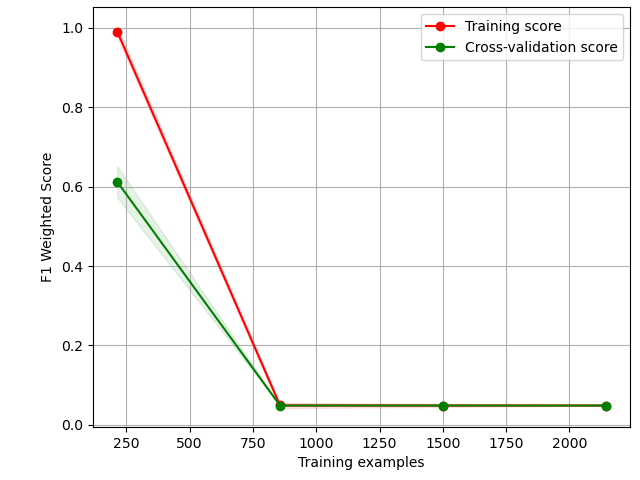 Training score
Cross-validation score
F1 Weighted Score
1.0
0.8
0.6
0.4
0.2
0.0
250 500 750 1000 1250 1500 1750 2000
Training examples